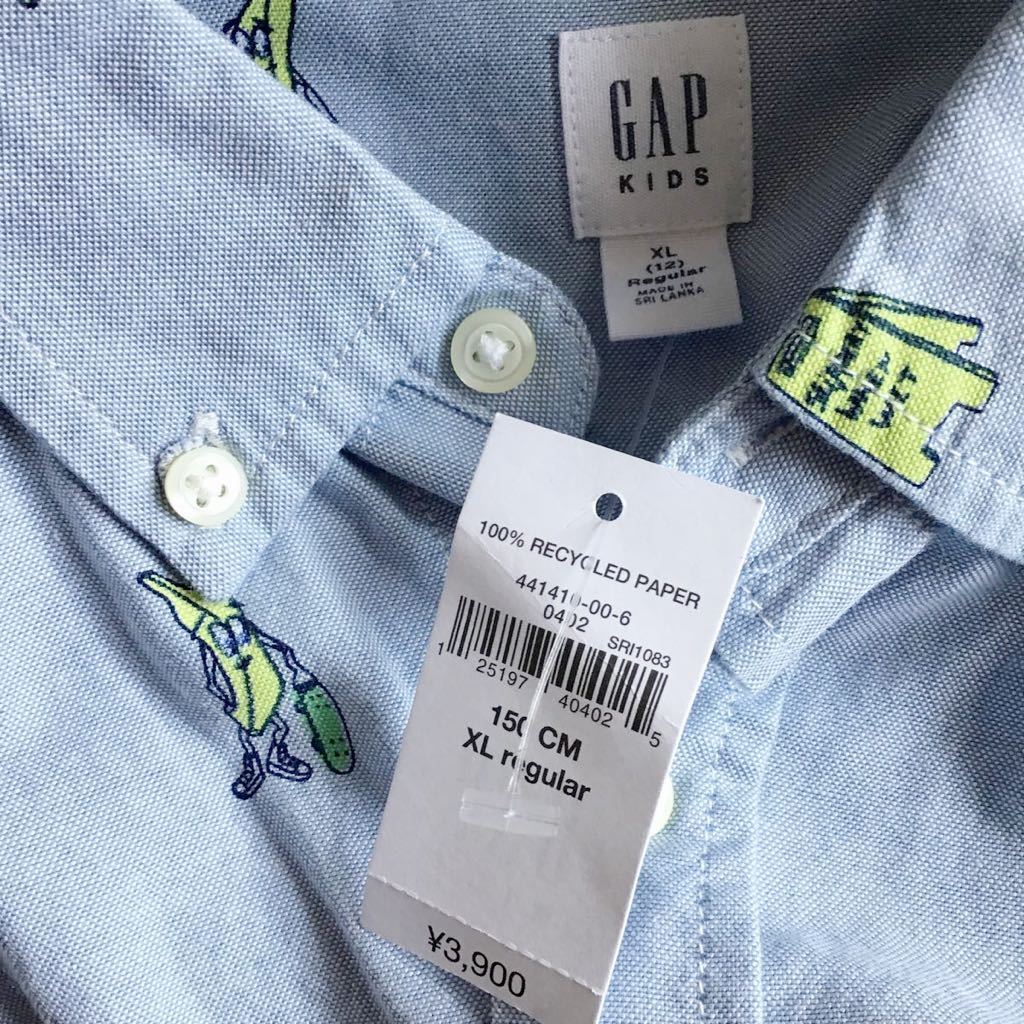 GAP
KIDS
XL
(12)
Regular
MADE IN
SRI LANKA
100% RECYCLED PAPER
441410-00-6
0402
SRI1083
1 25197 40402 5
150 CM
XL regular
¥3,900